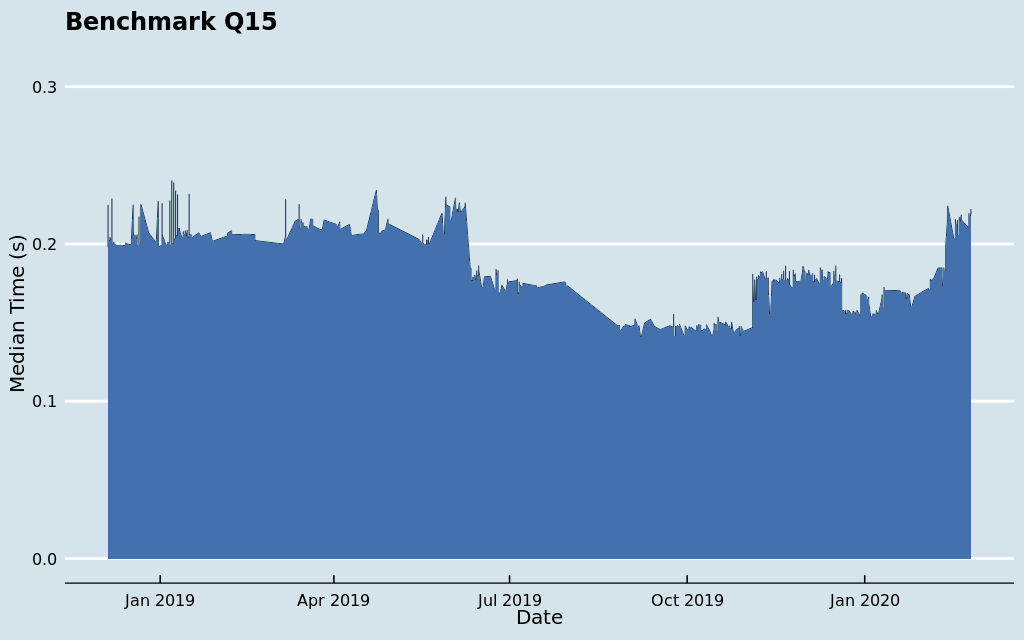 Benchmark Q15
Median Time (s)
0.3
0.2
0.1
0.0
Jan 2019
Apr 2019
Jul 2019
Oct 2019
Jan 2020
Date